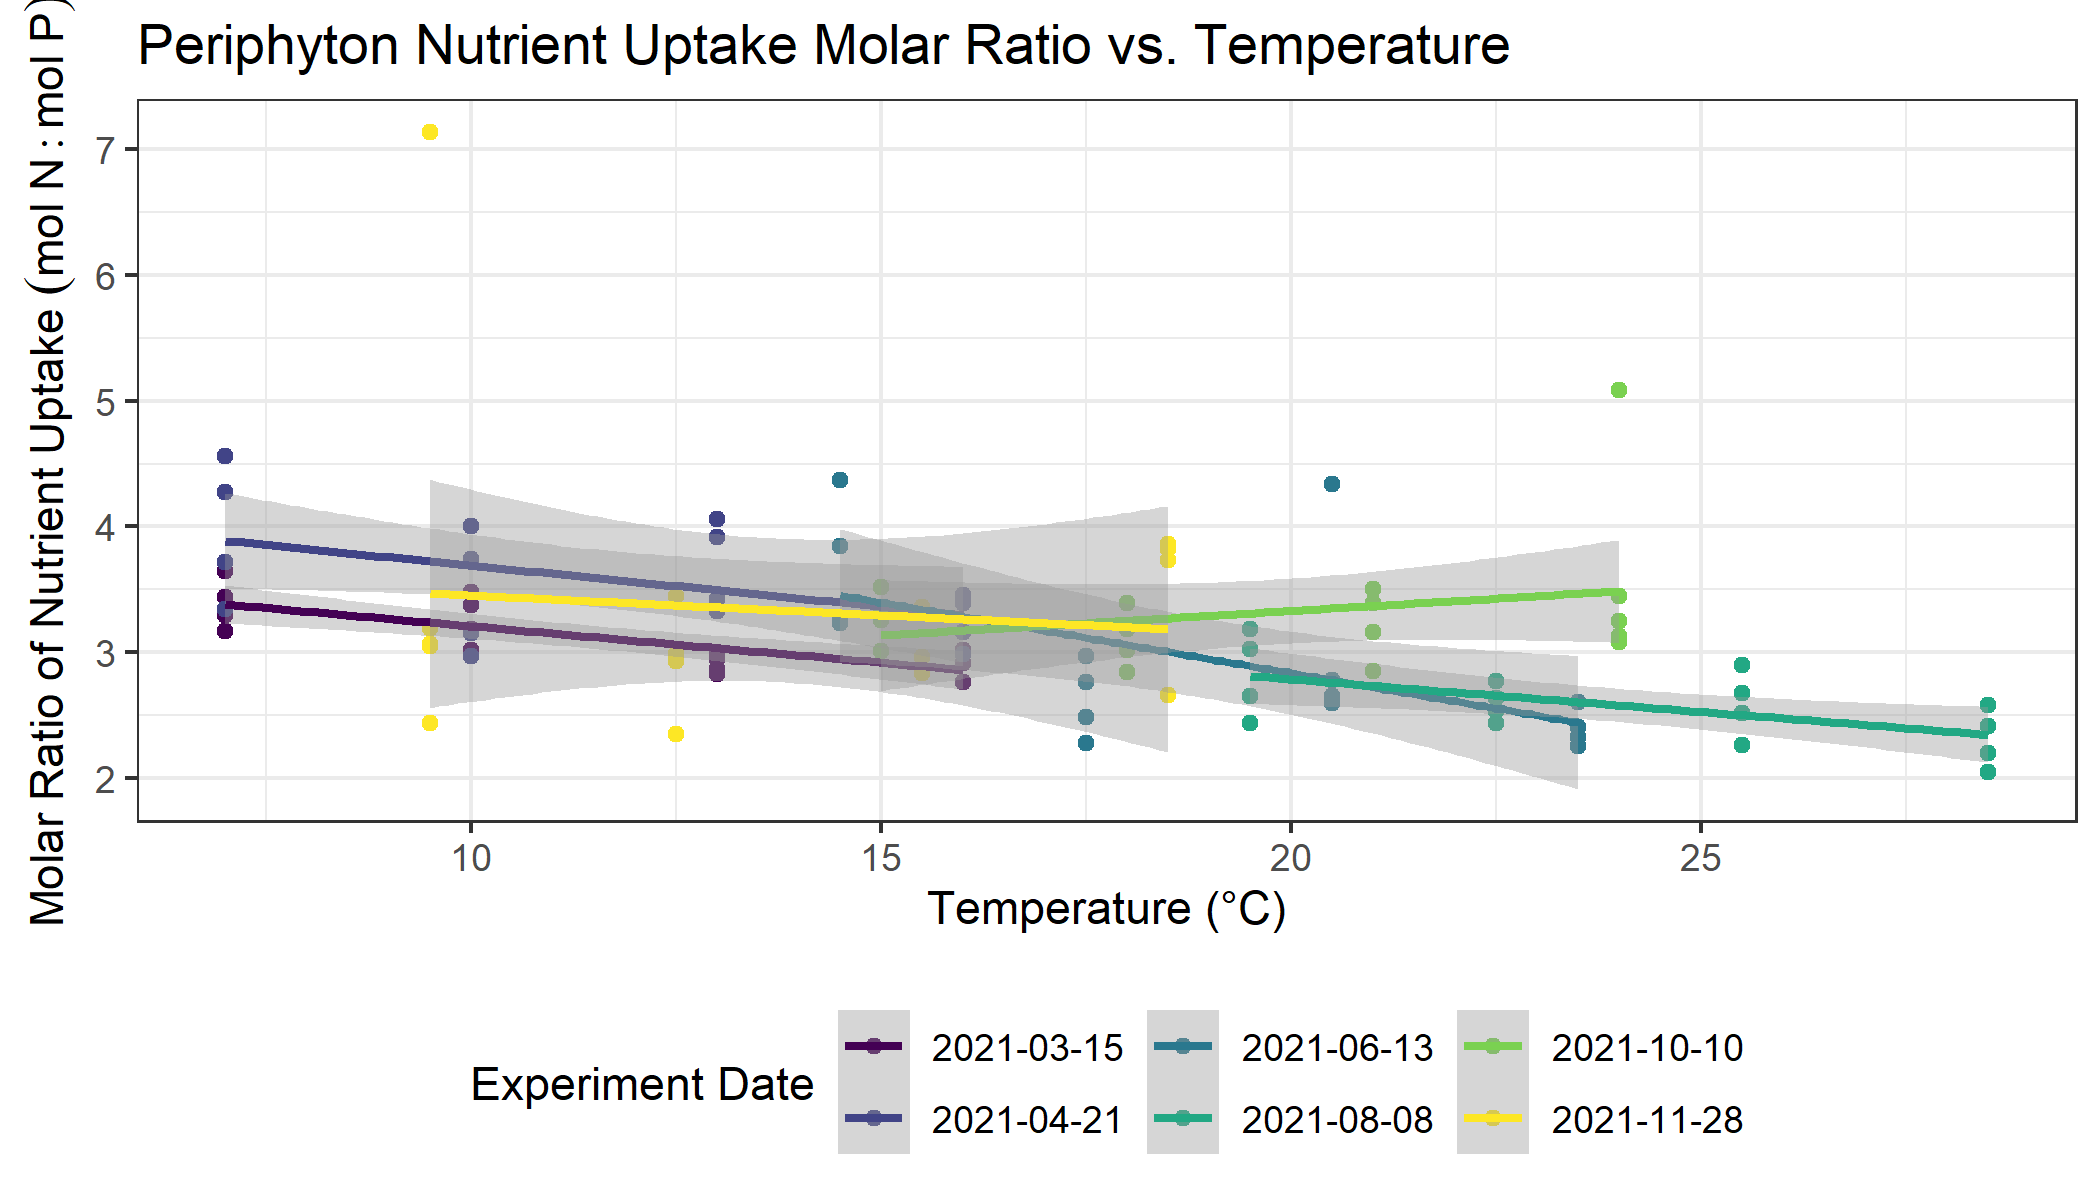 Periphyton Nutrient Uptake Molar Ratio vs. Temperature
Molar Ratio of Nutrient Uptake (mol N : mol P)
7
6
5
4
3
2
10 15 20 25
Temperature (°C)
Experiment Date
2021-03-15 2021-06-13 2021-10-10
2021-04-21 2021-08-08 2021-11-28